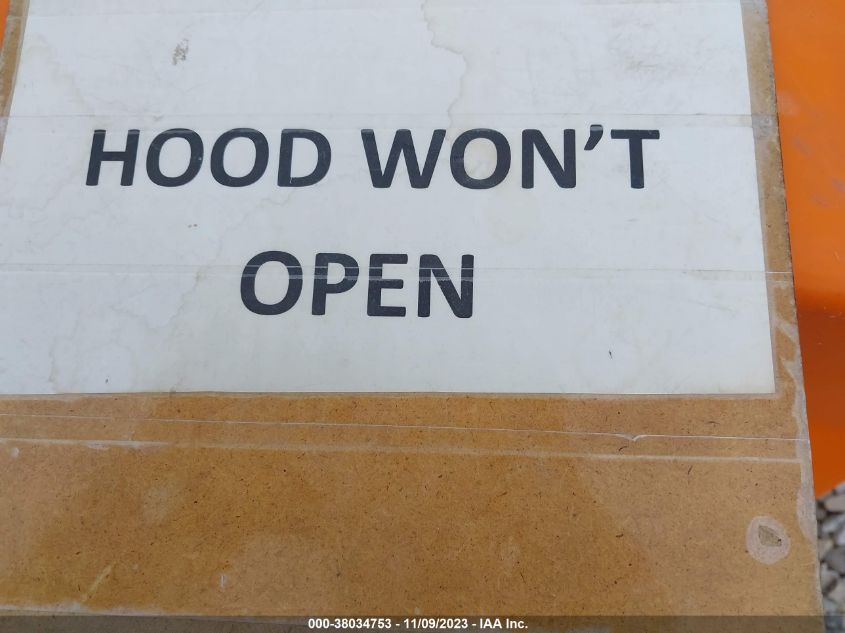 HOOD WON’T
OPEN
000-38034753 - 11/09/2023 - IAA Inc.